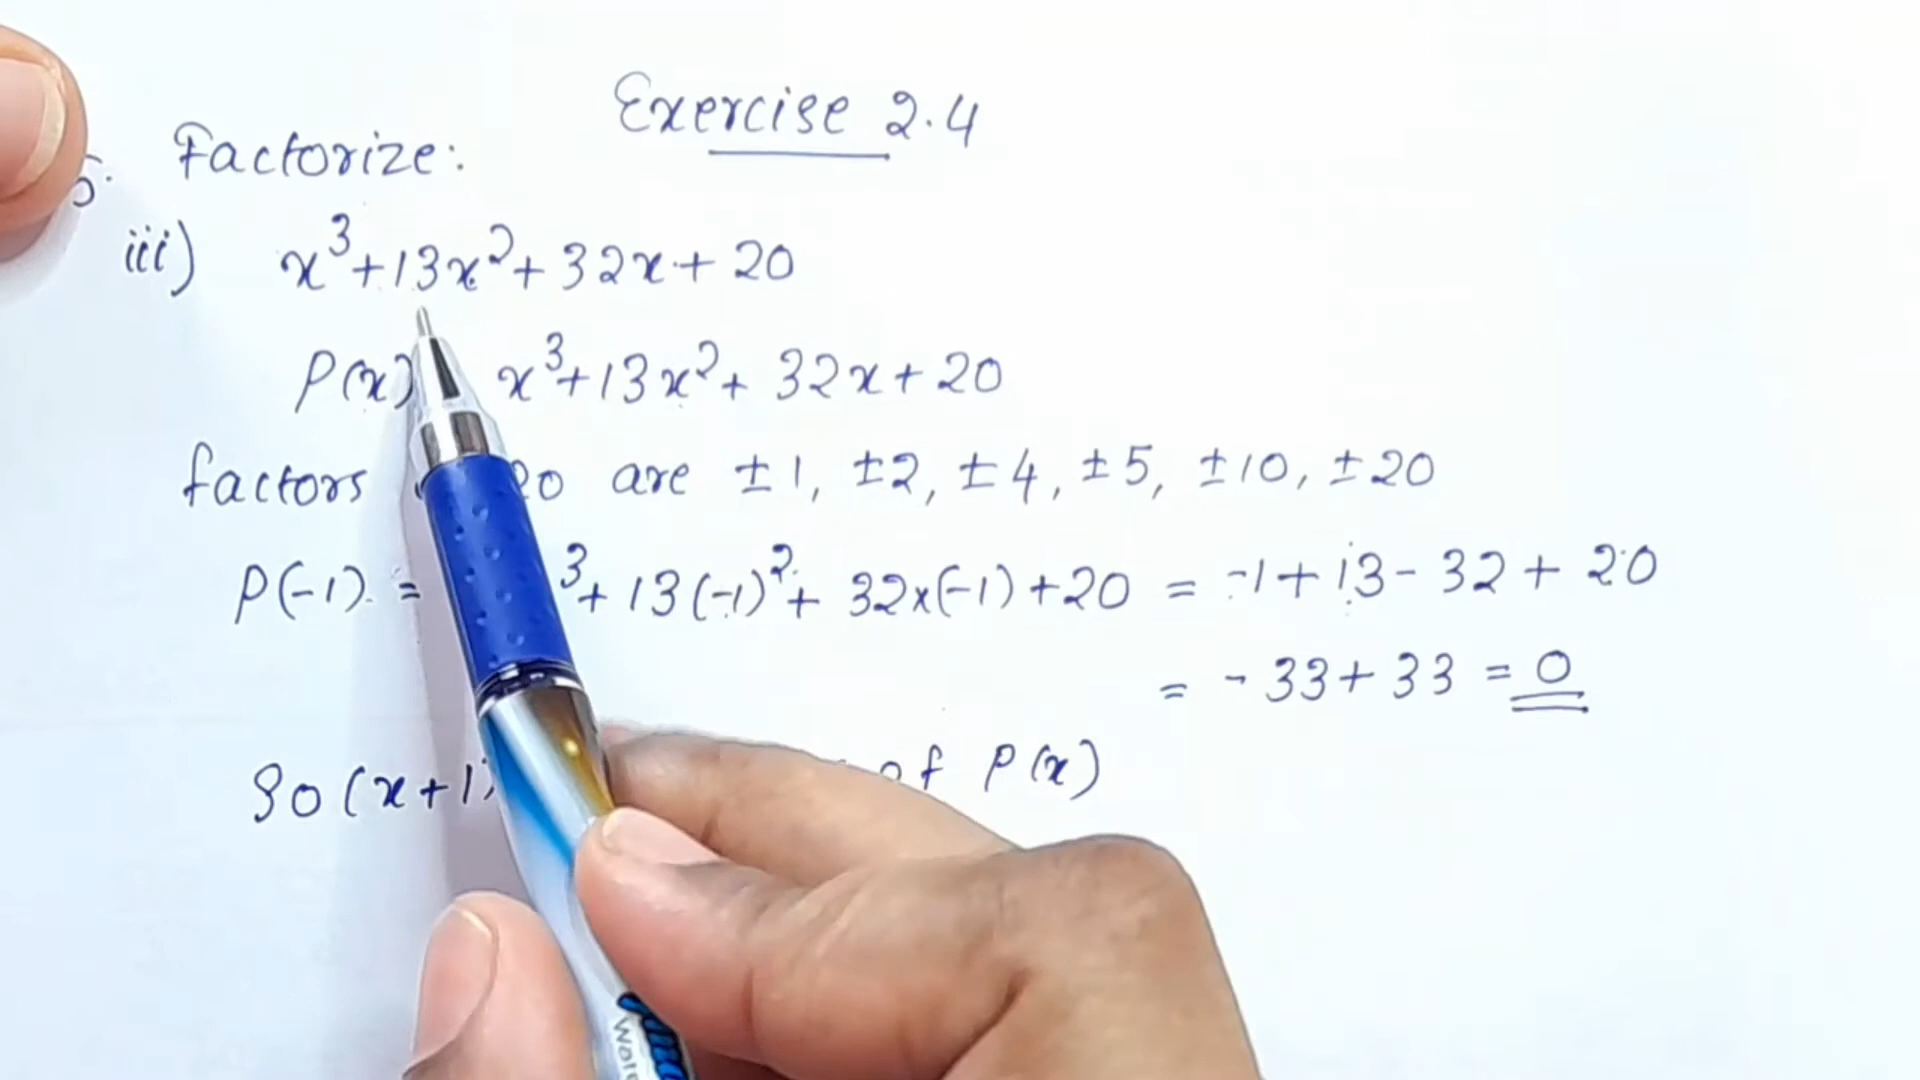 Exercise 2.4
5. Factorize:
iii) x³+13x²+32x+20
P(x) x³+13x²+32x+20
factors 20 are ±1, ±2, ±4, ±5, ±10, ±20
P(-1) = ³+13(-1)²+32×(-1)+20 = -1+13-32+20
= -33+33 = 0
So (x+1) of P(x)